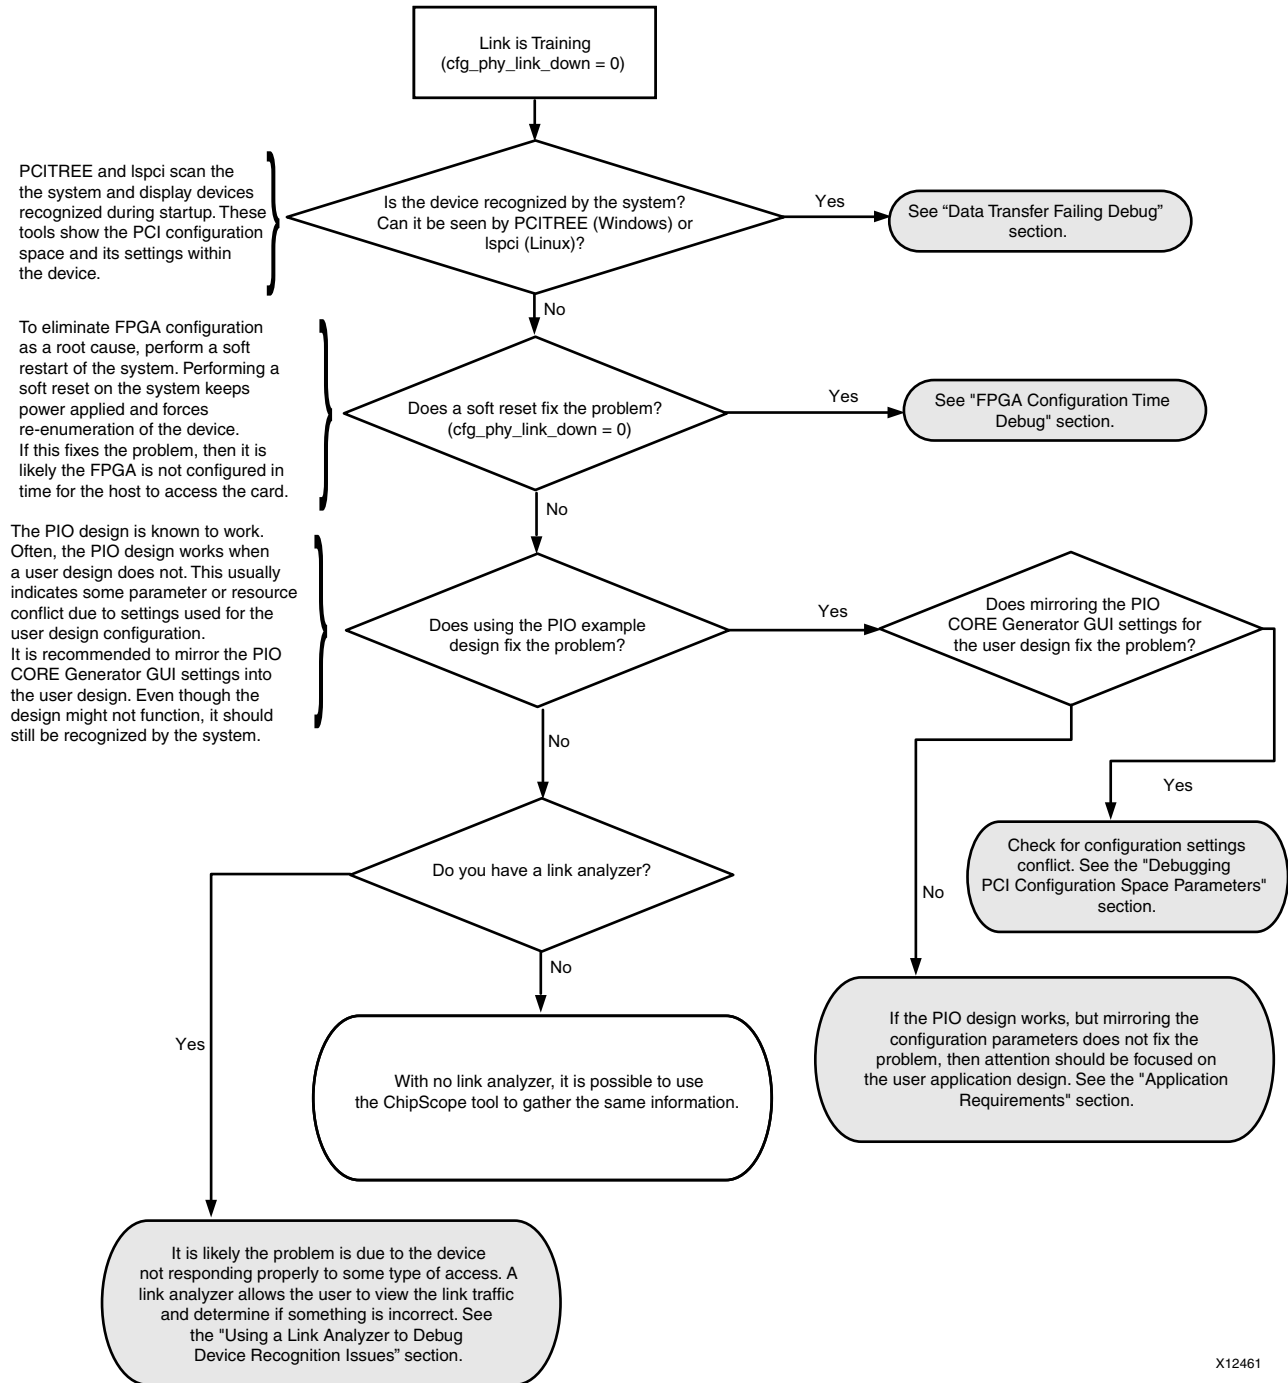 Link is Training
(cfg_phy_link_down = 0)
PCITREE and lspci scan the
the system and display devices
recognized during startup. These
tools show the PCI configuration
space and its settings within
the device.
Is the device recognized by the system?
Can it be seen by PCITREE (Windows) or
lspci (Linux)?
Yes
See “Data Transfer Failing Debug”
section.
No
To eliminate FPGA configuration
as a root cause, perform a soft
restart of the system. Performing a
soft reset on the system keeps
power applied and forces
re-enumeration of the device.
If this fixes the problem, then it is
likely the FPGA is not configured in
time for the host to access the card.
Does a soft reset fix the problem?
(cfg_phy_link_down = 0)
Yes
See "FPGA Configuration Time
Debug" section.
No
The PIO design is known to work.
Often, the PIO design works when
a user design does not. This usually
indicates some parameter or resource
conflict due to settings used for the
user design configuration.
It is recommended to mirror the PIO
CORE Generator GUI settings into
the user design. Even though the
design might not function, it should
still be recognized by the system.
Does using the PIO example
design fix the problem?
Yes
Does mirroring the PIO
CORE Generator GUI settings for
the user design fix the problem?
No
Yes
Do you have a link analyzer?
Check for configuration settings
conflict. See the "Debugging
PCI Configuration Space Parameters"
section.
No
No
Yes
If the PIO design works, but mirroring the
configuration parameters does not fix the
problem, then attention should be focused on
the user application design. See the "Application
Requirements" section.
With no link analyzer, it is possible to use
the ChipScope tool to gather the same information.
It is likely the problem is due to the device
not responding properly to some type of access. A
link analyzer allows the user to view the link traffic
and determine if something is incorrect. See
the "Using a Link Analyzer to Debug
Device Recognition Issues” section.
X12461